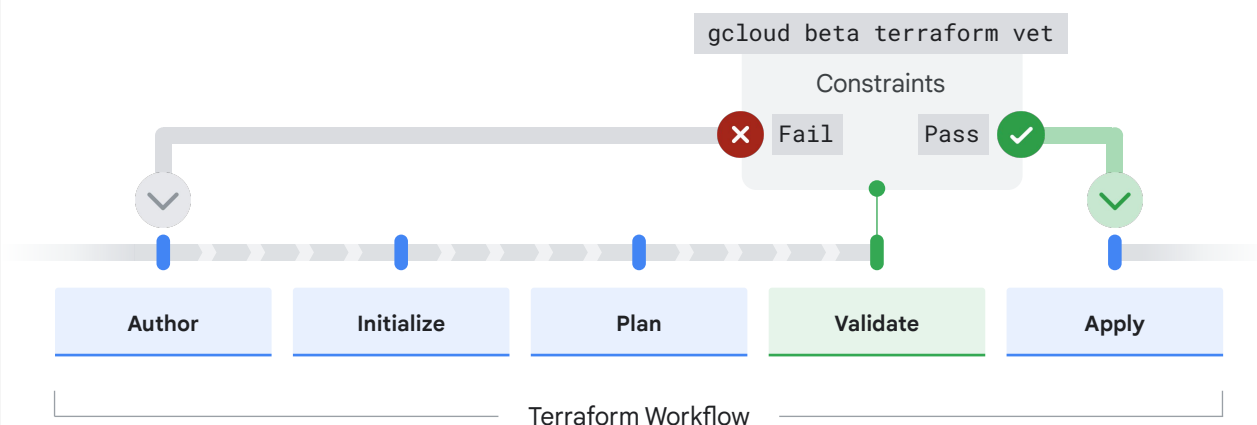 gcloud beta terraform vet
Constraints
Fail
Pass
Author
Initialize
Plan
Validate
Apply
Terraform Workflow